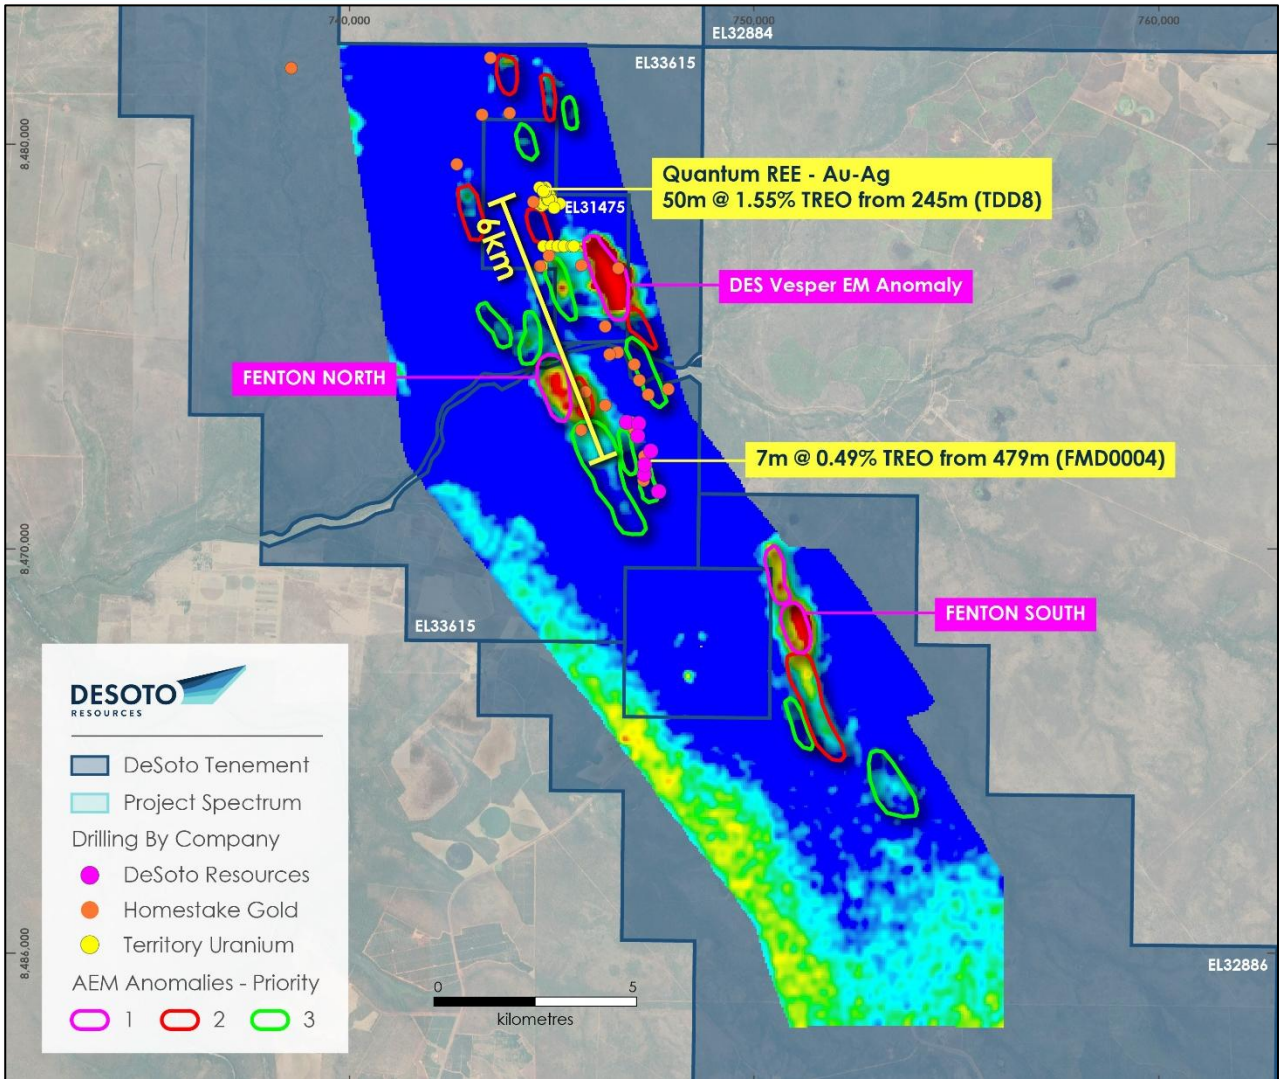 740,000
750,000
760,000
EL32884
EL33615
8,480,000
Quantum REE - Au-Ag
50m @ 1.55% TREO from 245m (TDD8)
EL31475
6km
DES Vesper EM Anomaly
FENTON NORTH
7m @ 0.49% TREO from 479m (FMD0004)
8,470,000
FENTON SOUTH
EL33615
DESOTO
RESOURCES
DeSoto Tenement
Project Spectrum
Drilling By Company
DeSoto Resources
Homestake Gold
Territory Uranium
AEM Anomalies - Priority
1 2 3
8,486,000
EL32886
0 5
kilometres